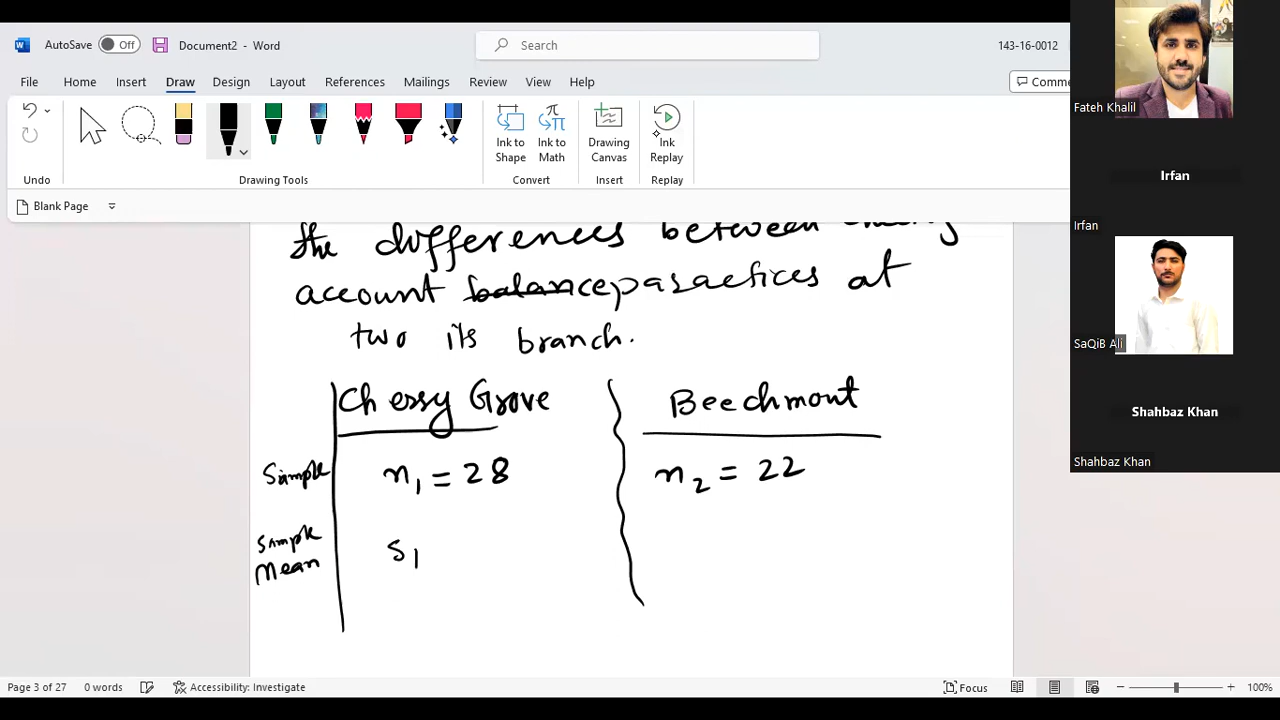 AutoSave Off Document2 - Word Search 143-16-0012
File Home Insert Draw Design Layout References Mailings Review View Help Comme
Ink to Shape Ink to Math Drawing Canvas Ink Replay
Undo Drawing Tools Convert Insert Replay
Blank Page
the differences between
account balance paractices at
two its branch.
Chessy Grove Beechmont
Simple n1 = 28 n2 = 22
Simple Mean s1
Page 3 of 27 0 words Accessibility: Investigate Focus 100%
Fateh Khalil
Irfan
Irfan
SaQiB Ali
Shahbaz Khan
Shahbaz Khan